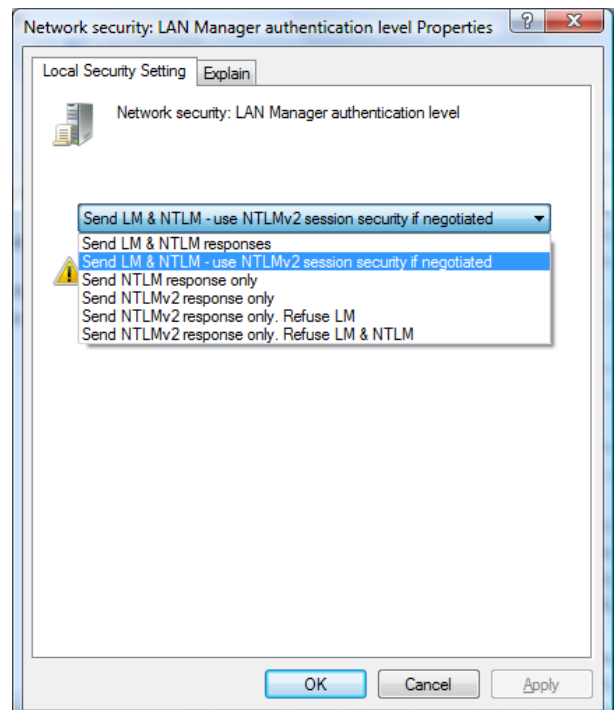 Network security: LAN Manager authentication level Properties
Local Security Setting
Explain
Network security: LAN Manager authentication level
Send LM & NTLM - use NTLMv2 session security if negotiated
Send LM & NTLM responses
Send LM & NTLM - use NTLMv2 session security if negotiated
Send NTLM response only
Send NTLMv2 response only
Send NTLMv2 response only. Refuse LM
Send NTLMv2 response only. Refuse LM & NTLM
OK Cancel Apply